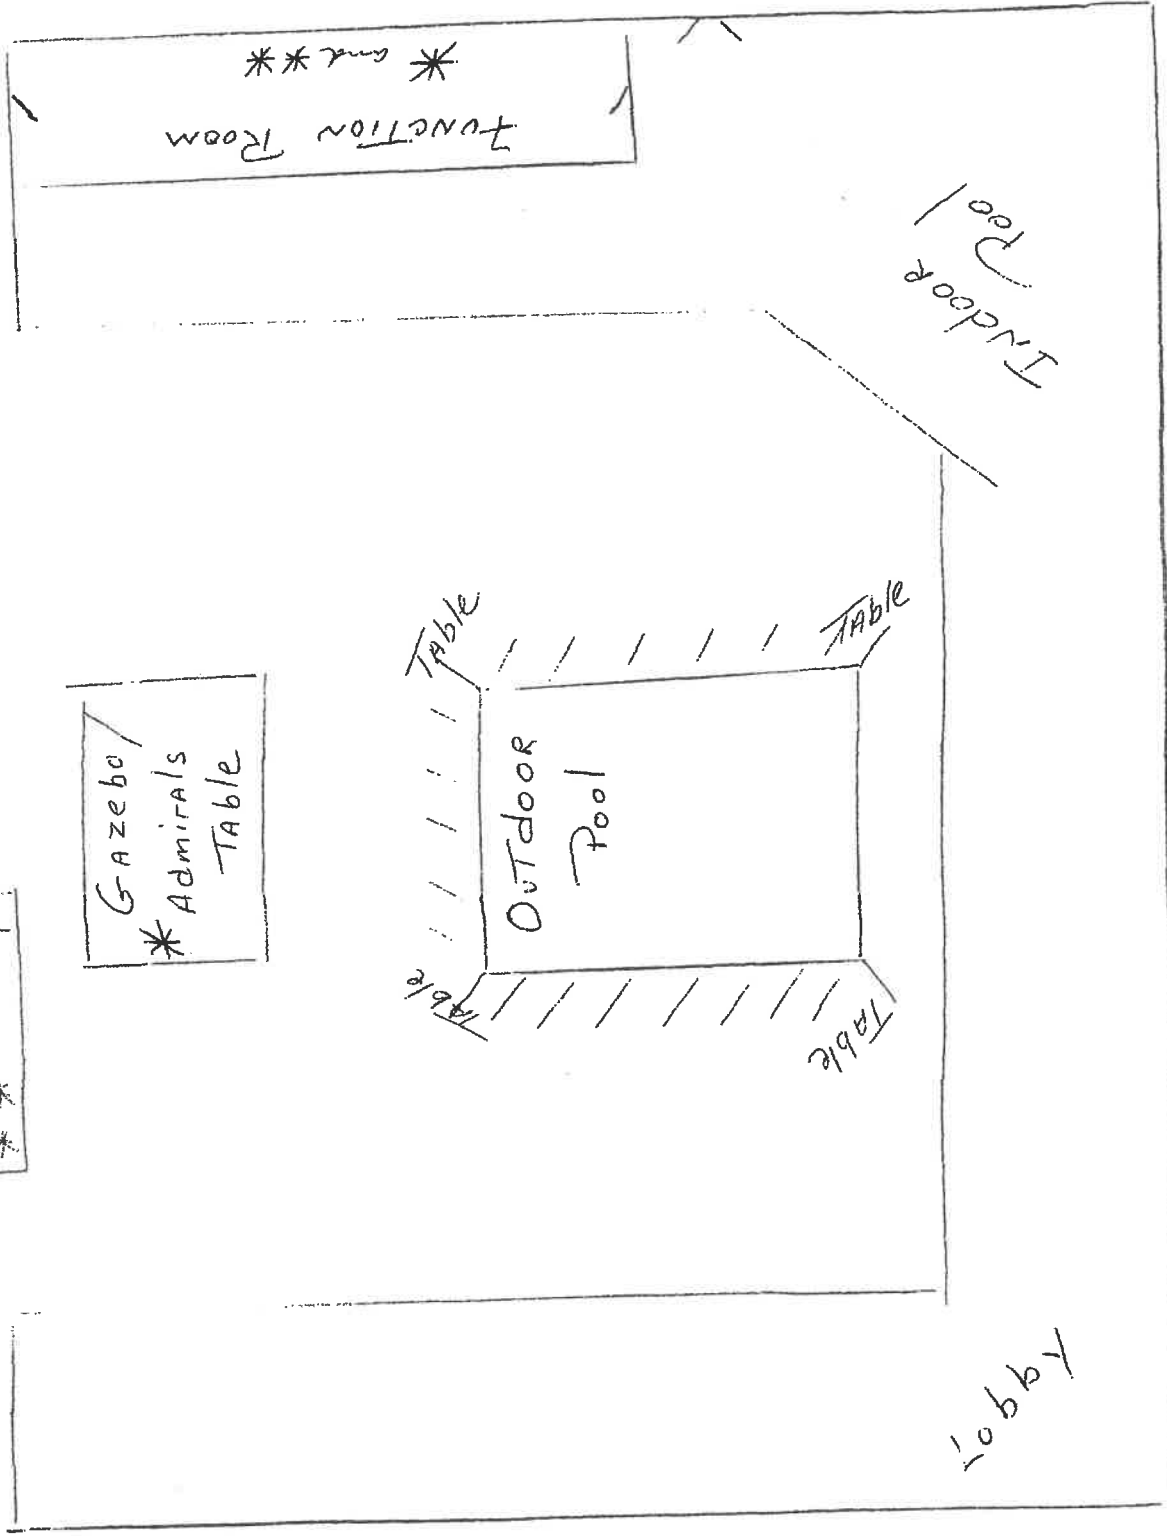 * and **
Function Room
Indoor
Pool
Gazebo/
* Admirals
Table
Table
Table
Outdoor
Pool
Table
Table
* *
Lobby